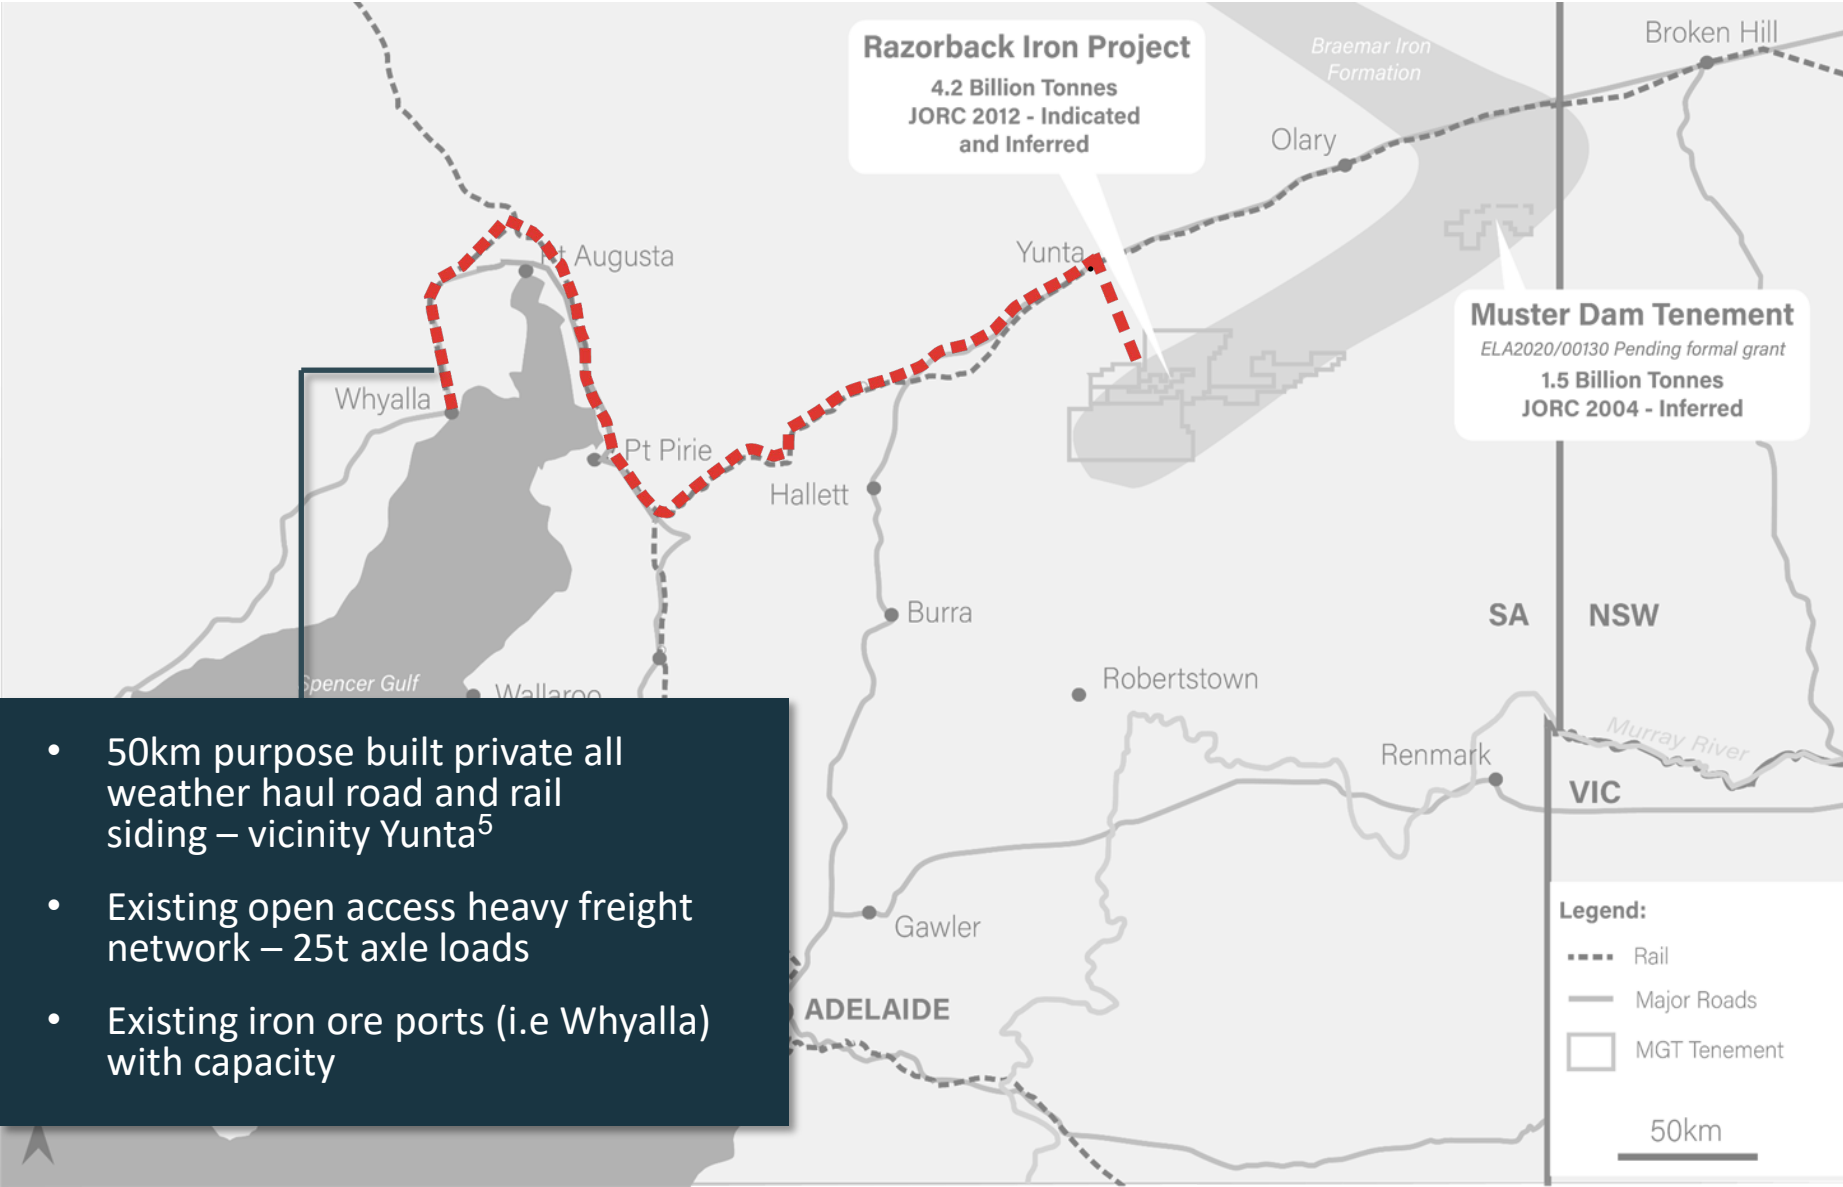 Razorback Iron Project
4.2 Billion Tonnes
JORC 2012 - Indicated
and Inferred
Braemar Iron
Formation
Broken Hill
Olary
Yunta
Pt Augusta
Muster Dam Tenement
ELA2020/00130 Pending formal grant
1.5 Billion Tonnes
JORC 2004 - Inferred
Whyalla
Pt Pirie
Hallett
Burra
SA
NSW
Spencer Gulf
Wallaroo
Robertstown
Murray River
Renmark
VIC
• 50km purpose built private all
weather haul road and rail
siding – vicinity Yunta⁵
• Existing open access heavy freight
network – 25t axle loads
• Existing iron ore ports (i.e Whyalla)
with capacity
Gawler
ADELAIDE
Legend:
Rail
Major Roads
MGT Tenement
50km